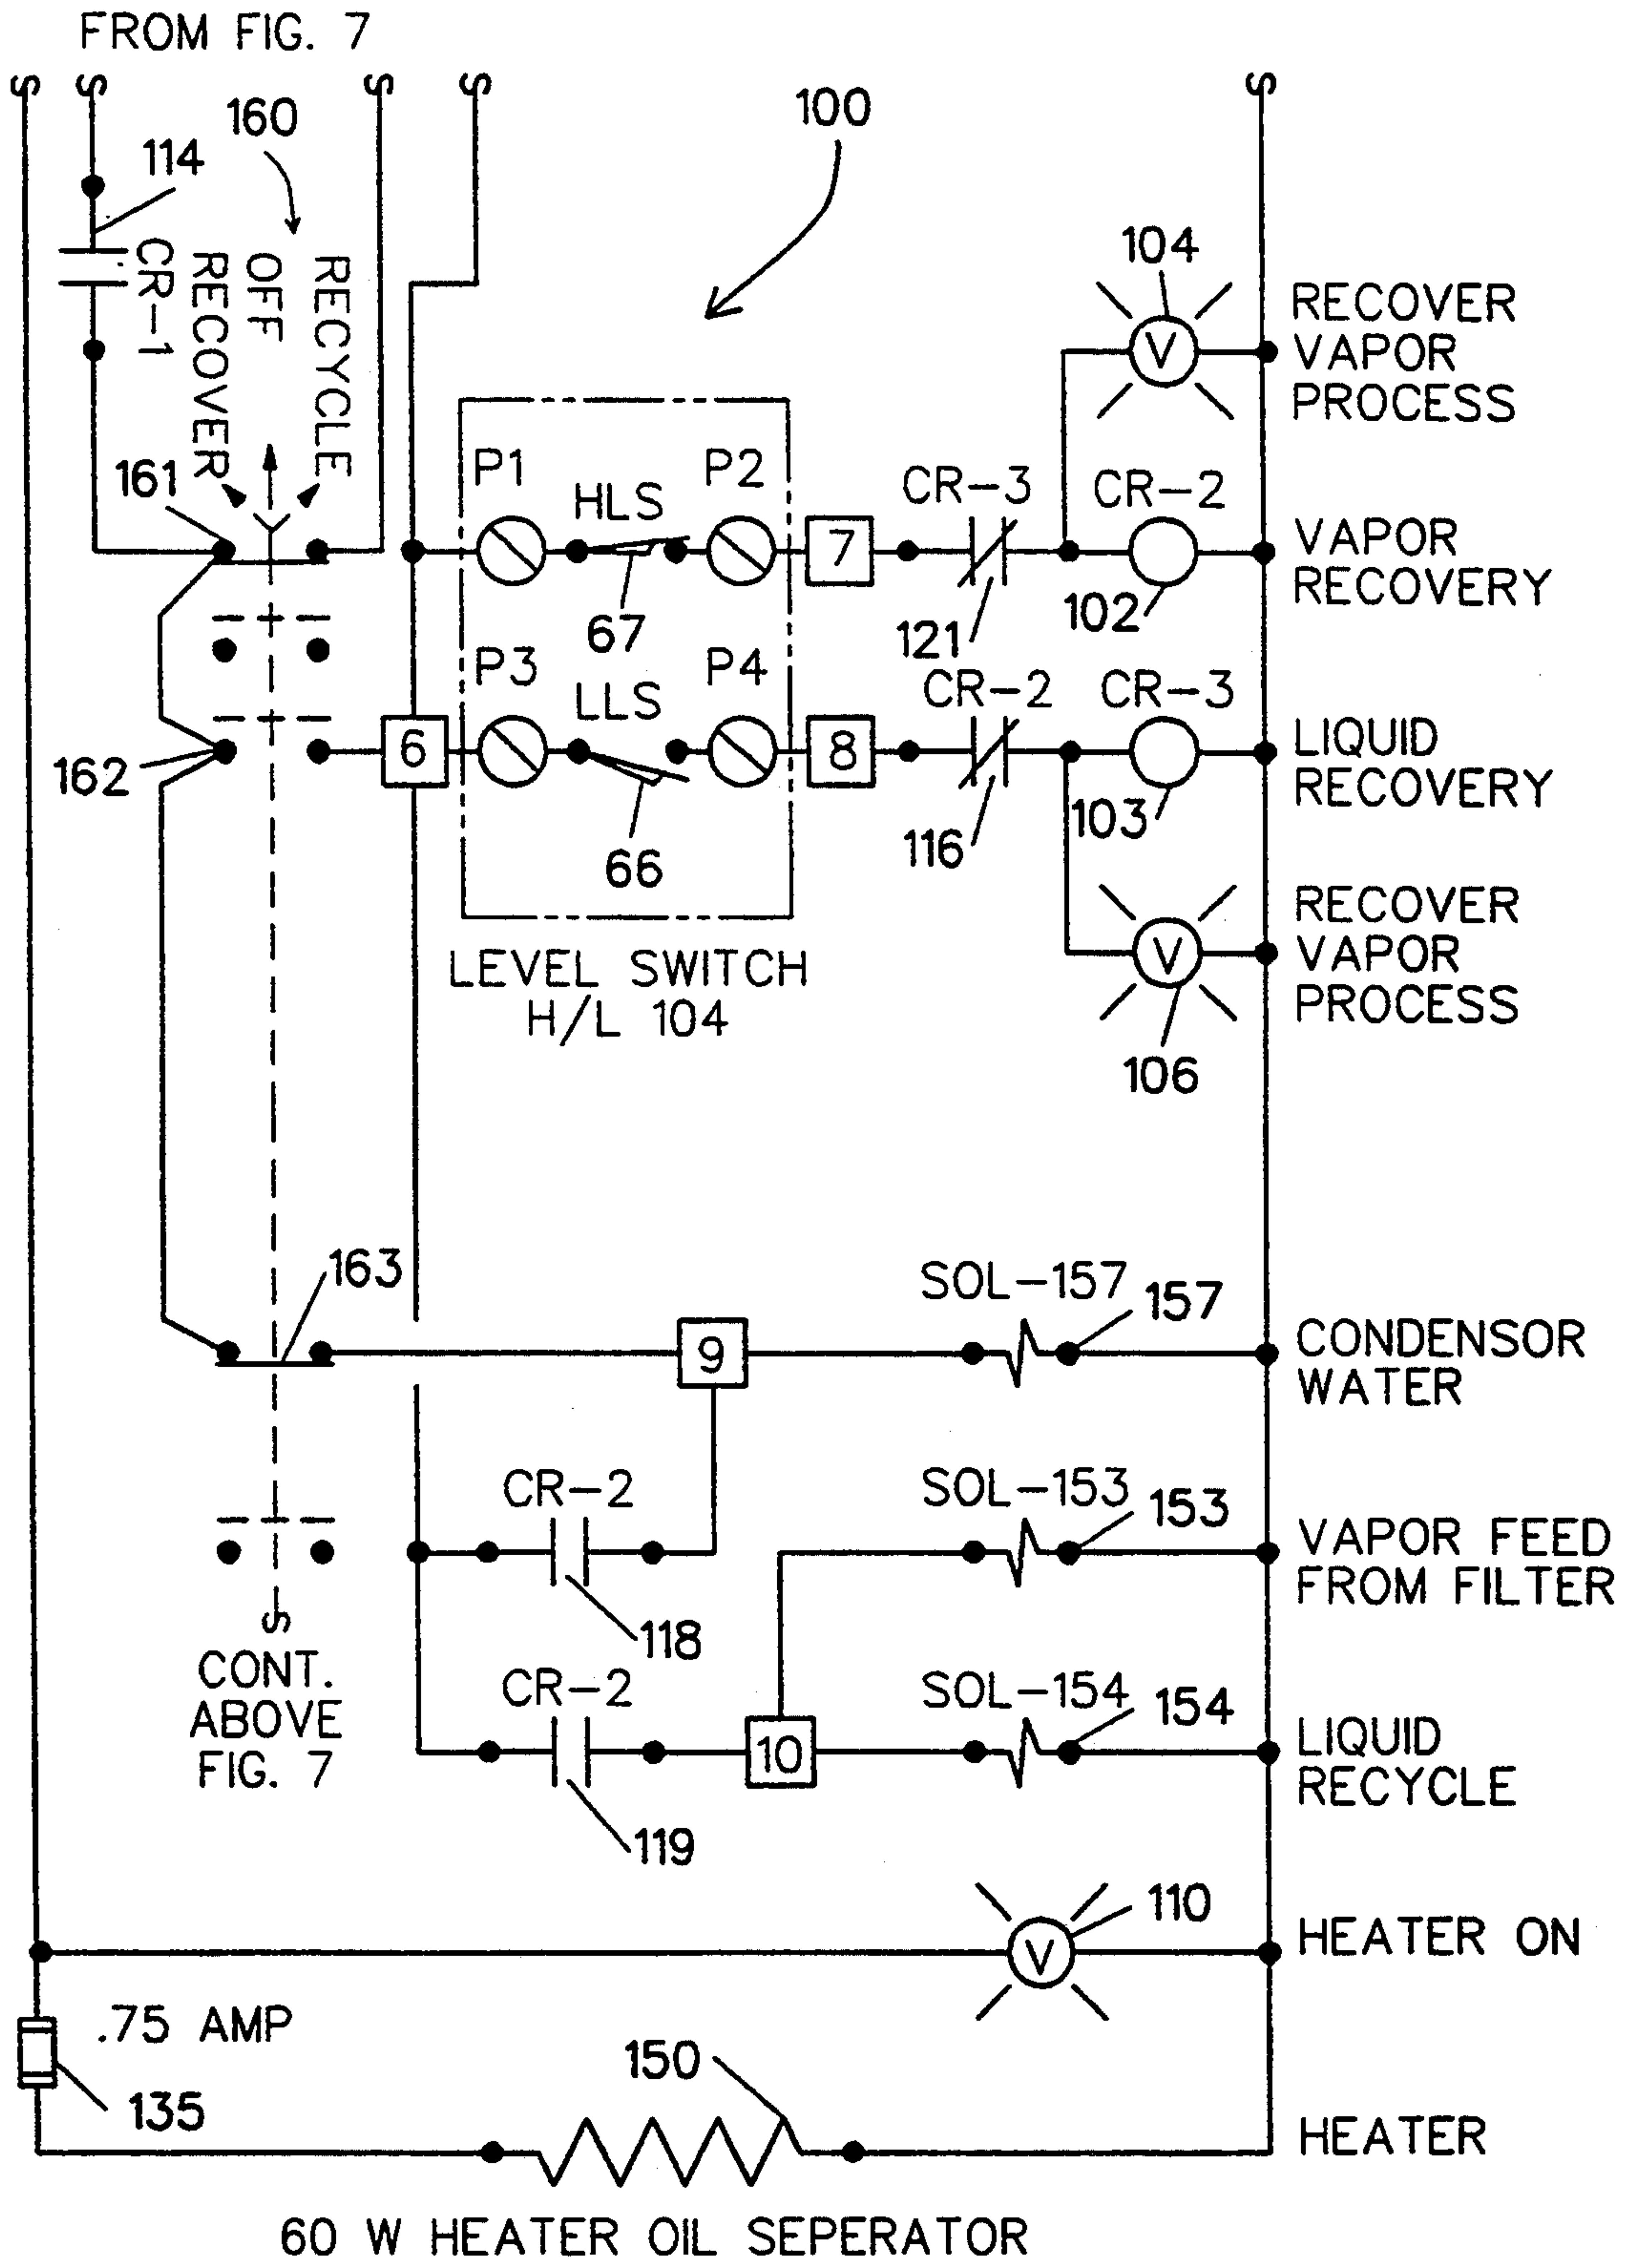 FROM FIG. 7
S S S S S
160
100
114
CR-1
RECOVER
OFF
RECYCLE
104
V
RECOVER
VAPOR
PROCESS
161
P1
HLS
P2
7
CR-3
CR-2
VAPOR
RECOVERY
67
121
102
P3
LLS
P4
CR-2
CR-3
162
6
8
LIQUID
RECOVERY
66
116
103
LEVEL SWITCH
H/L 104
V
RECOVER
VAPOR
PROCESS
106
163
SOL-157
157
9
CONDENSOR
WATER
CR-2
SOL-153
153
VAPOR FEED
FROM FILTER
118
S
CONT.
ABOVE
FIG. 7
CR-2
SOL-154
154
10
LIQUID
RECYCLE
119
110
V
HEATER ON
.75 AMP
135
150
HEATER
60 W HEATER OIL SEPERATOR